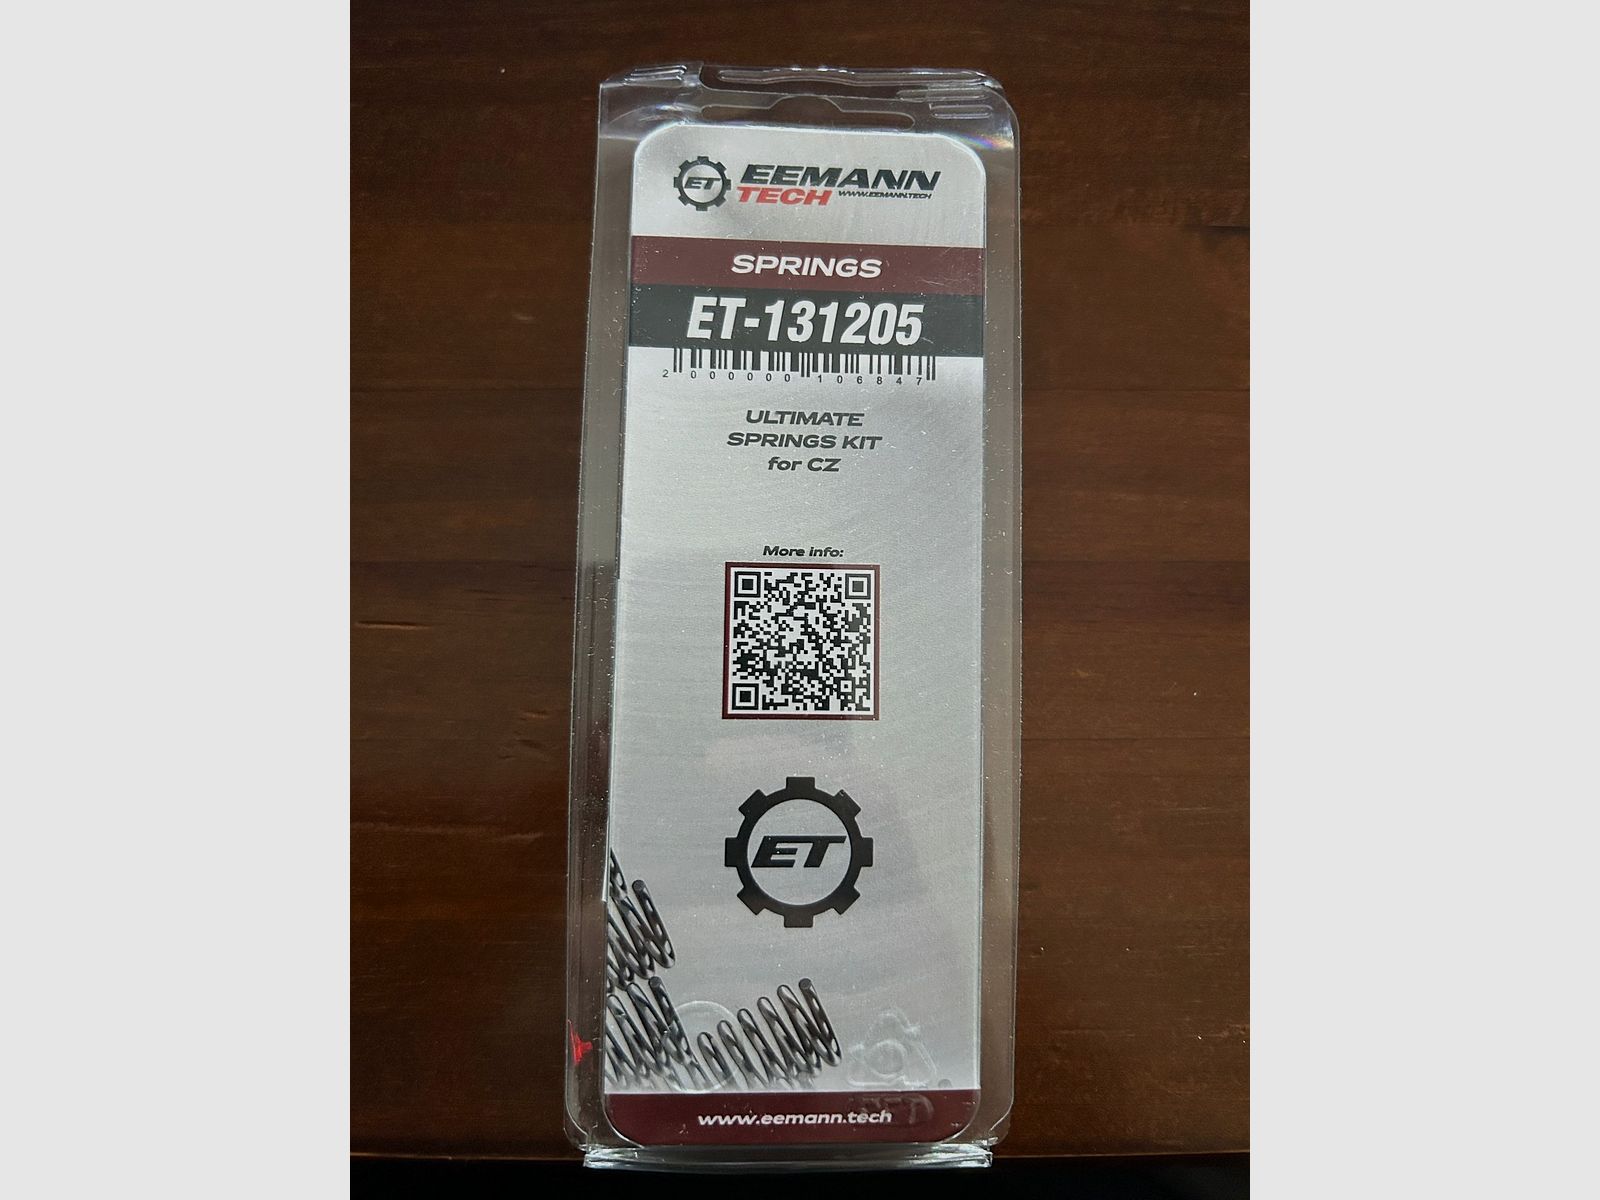 ET
EEMANN
TECH WWW.EEMANN.TECH
SPRINGS
ET-131205
2 000000 106847
ULTIMATE
SPRINGS KIT
for CZ
More info:
ET
www.eemann.tech